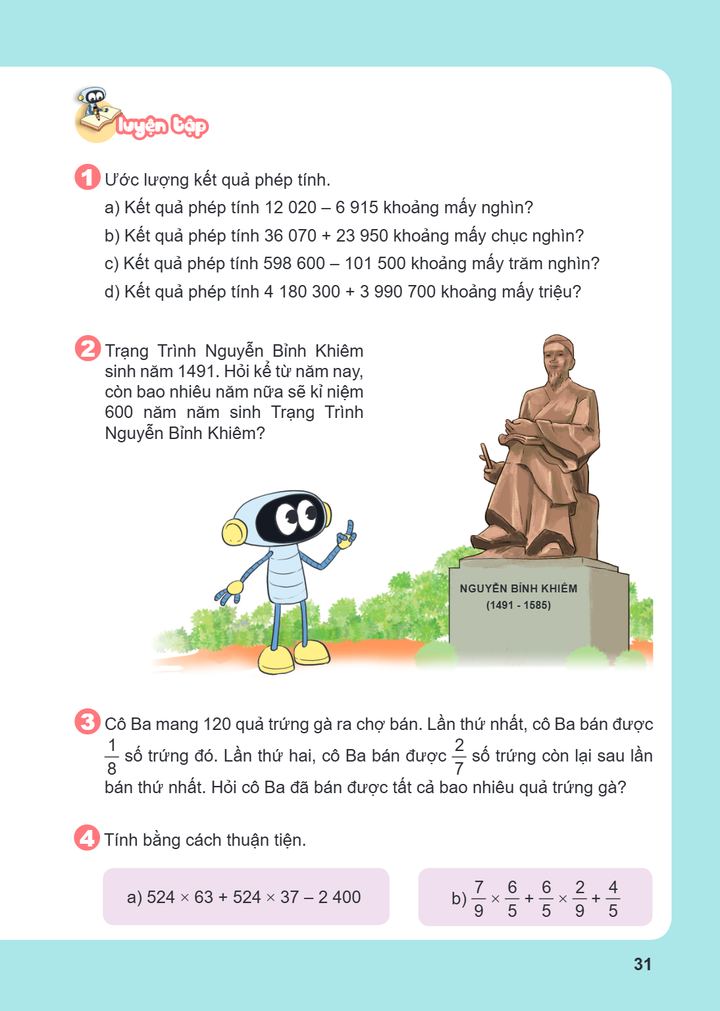 luyện tập
1 Ước lượng kết quả phép tính.
a) Kết quả phép tính 12 020 – 6 915 khoảng mấy nghìn?
b) Kết quả phép tính 36 070 + 23 950 khoảng mấy chục nghìn?
c) Kết quả phép tính 598 600 – 101 500 khoảng mấy trăm nghìn?
d) Kết quả phép tính 4 180 300 + 3 990 700 khoảng mấy triệu?
2 Trạng Trình Nguyễn Bỉnh Khiêm
sinh năm 1491. Hỏi kể từ năm nay,
còn bao nhiêu năm nữa sẽ kỉ niệm
600 năm năm sinh Trạng Trình
Nguyễn Bỉnh Khiêm?
NGUYỄN BỈNH KHIÊM
(1491 - 1585)
3 Cô Ba mang 120 quả trứng gà ra chợ bán. Lần thứ nhất, cô Ba bán được
1/8 số trứng đó. Lần thứ hai, cô Ba bán được 2/7 số trứng còn lại sau lần
bán thứ nhất. Hỏi cô Ba đã bán được tất cả bao nhiêu quả trứng gà?
4 Tính bằng cách thuận tiện.
a) 524 × 63 + 524 × 37 – 2 400
b) 7/9 × 6/5 + 6/5 × 2/9 + 4/5
31